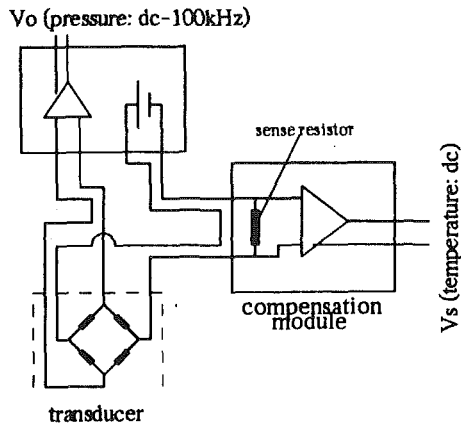 Vo (pressure: dc-100kHz)
sense resistor
Vs (temperature: dc)
compensation
module
transducer